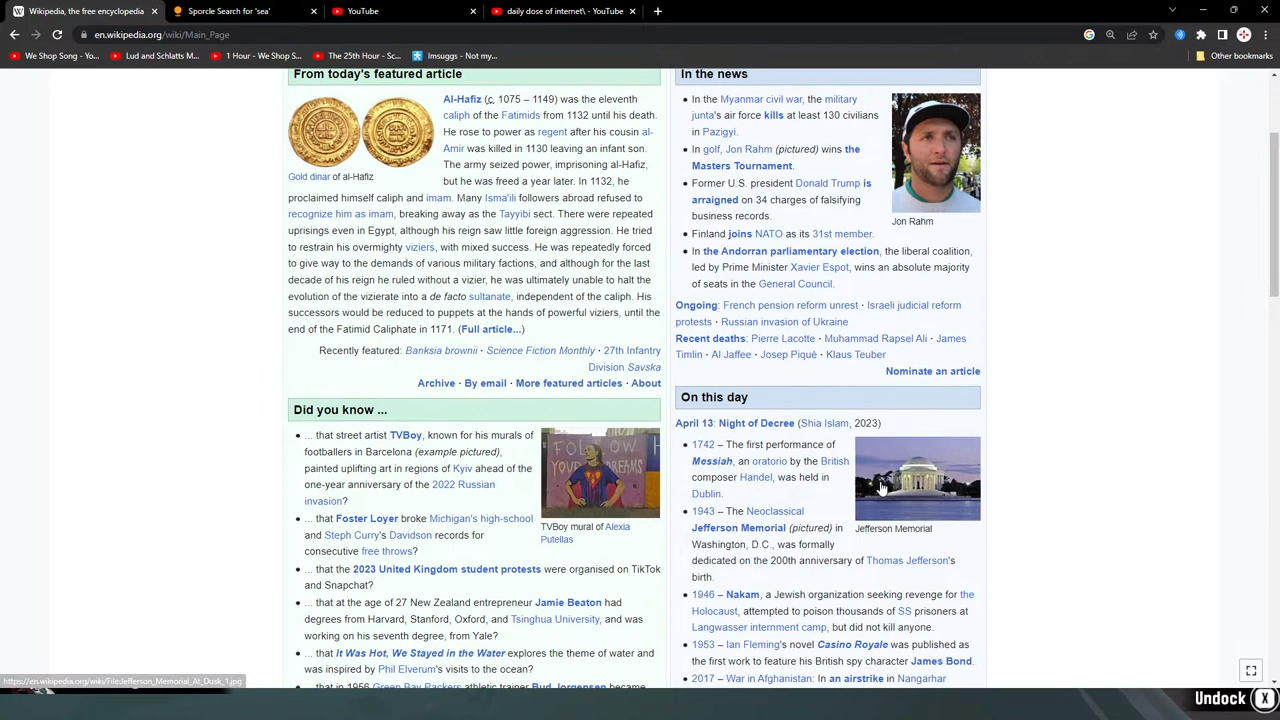 Wikipedia, the free encyclopedia
Sporcle Search for 'sea'
YouTube
daily dose of internet\ - YouTube
en.wikipedia.org/wiki/Main_Page
We Shop Song - Yo...
Lud and Schlatts M...
1 Hour - We Shop S...
The 25th Hour - Sc...
Imsuggs - Not my...
Other bookmarks
From today's featured article
Gold dinar of al-Hafiz
Al-Hafiz (c. 1075 – 1149) was the eleventh
caliph of the Fatimids from 1132 until his death.
He rose to power as regent after his cousin al-
Amir was killed in 1130 leaving an infant son.
The army seized power, imprisoning al-Hafiz,
but he was freed a year later. In 1132, he
proclaimed himself caliph and imam. Many Isma'ili followers abroad refused to
recognize him as imam, breaking away as the Tayyibi sect. There were repeated
uprisings even in Egypt, although his reign saw little foreign aggression. He tried
to restrain his overmighty viziers, with mixed success. He was repeatedly forced
to give way to the demands of various military factions, and although for the last
decade of his reign he ruled without a vizier, he was ultimately unable to halt the
evolution of the vizierate into a de facto sultanate, independent of the caliph. His
successors would be reduced to puppets at the hands of powerful viziers, until the
end of the Fatimid Caliphate in 1171. (Full article...)
Recently featured: Banksia brownii · Science Fiction Monthly · 27th Infantry
Division Savska
Archive · By email · More featured articles · About
Did you know ...
... that street artist TVBoy, known for his murals of
footballers in Barcelona (example pictured),
painted uplifting art in regions of Kyiv ahead of the
one-year anniversary of the 2022 Russian
invasion?
FOLLOW
YOUR DREAMS
TVBoy mural of Alexia
Putellas
... that Foster Loyer broke Michigan's high-school
and Steph Curry's Davidson records for
consecutive free throws?
... that the 2023 United Kingdom student protests were organised on TikTok
and Snapchat?
... that at the age of 27 New Zealand entrepreneur Jamie Beaton had
degrees from Harvard, Stanford, Oxford, and Tsinghua University, and was
working on his seventh degree, from Yale?
... that It Was Hot, We Stayed in the Water explores the theme of water and
was inspired by Phil Elverum's visits to the ocean?
... that in 1956 Green Bay Packers athletic trainer Bud Jorgensen became
In the news
In the Myanmar civil war, the military
junta's air force kills at least 130 civilians
in Pazigyi.
In golf, Jon Rahm (pictured) wins the
Masters Tournament.
Former U.S. president Donald Trump is
arraigned on 34 charges of falsifying
business records.
Finland joins NATO as its 31st member.
In the Andorran parliamentary election, the liberal coalition,
led by Prime Minister Xavier Espot, wins an absolute majority
of seats in the General Council.
Jon Rahm
Ongoing: French pension reform unrest · Israeli judicial reform
protests · Russian invasion of Ukraine
Recent deaths: Pierre Lacotte · Muhammad Rapsel Ali · James
Timlin · Al Jaffee · Josep Piqué · Klaus Teuber
Nominate an article
On this day
April 13: Night of Decree (Shia Islam, 2023)
1742 – The first performance of
Messiah, an oratorio by the British
composer Handel, was held in
Dublin.
1943 – The Neoclassical
Jefferson Memorial (pictured) in
Washington, D.C., was formally
dedicated on the 200th anniversary of Thomas Jefferson's
birth.
Jefferson Memorial
1946 – Nakam, a Jewish organization seeking revenge for the
Holocaust, attempted to poison thousands of SS prisoners at
Langwasser internment camp, but did not kill anyone.
1953 – Ian Fleming's novel Casino Royale was published as
the first work to feature his British spy character James Bond.
2017 – War in Afghanistan: In an airstrike in Nangarhar
https://en.wikipedia.org/wiki/File:Jefferson_Memorial_At_Dusk_1.jpg
Undock X